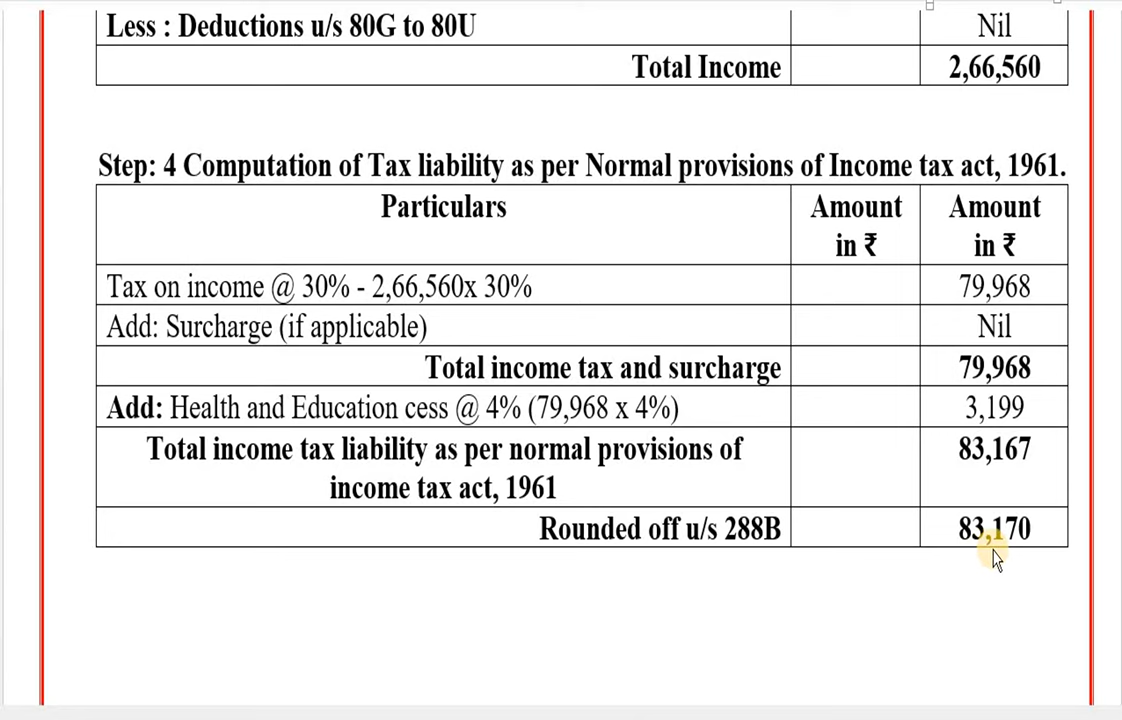 Less : Deductions u/s 80G to 80U Nil
Total Income 2,66,560
Step: 4 Computation of Tax liability as per Normal provisions of Income tax act, 1961.
Particulars Amount Amount
in ₹ in ₹
Tax on income @ 30% - 2,66,560x 30% 79,968
Add: Surcharge (if applicable) Nil
Total income tax and surcharge 79,968
Add: Health and Education cess @ 4% (79,968 x 4%) 3,199
Total income tax liability as per normal provisions of 83,167
income tax act, 1961
Rounded off u/s 288B 83,170